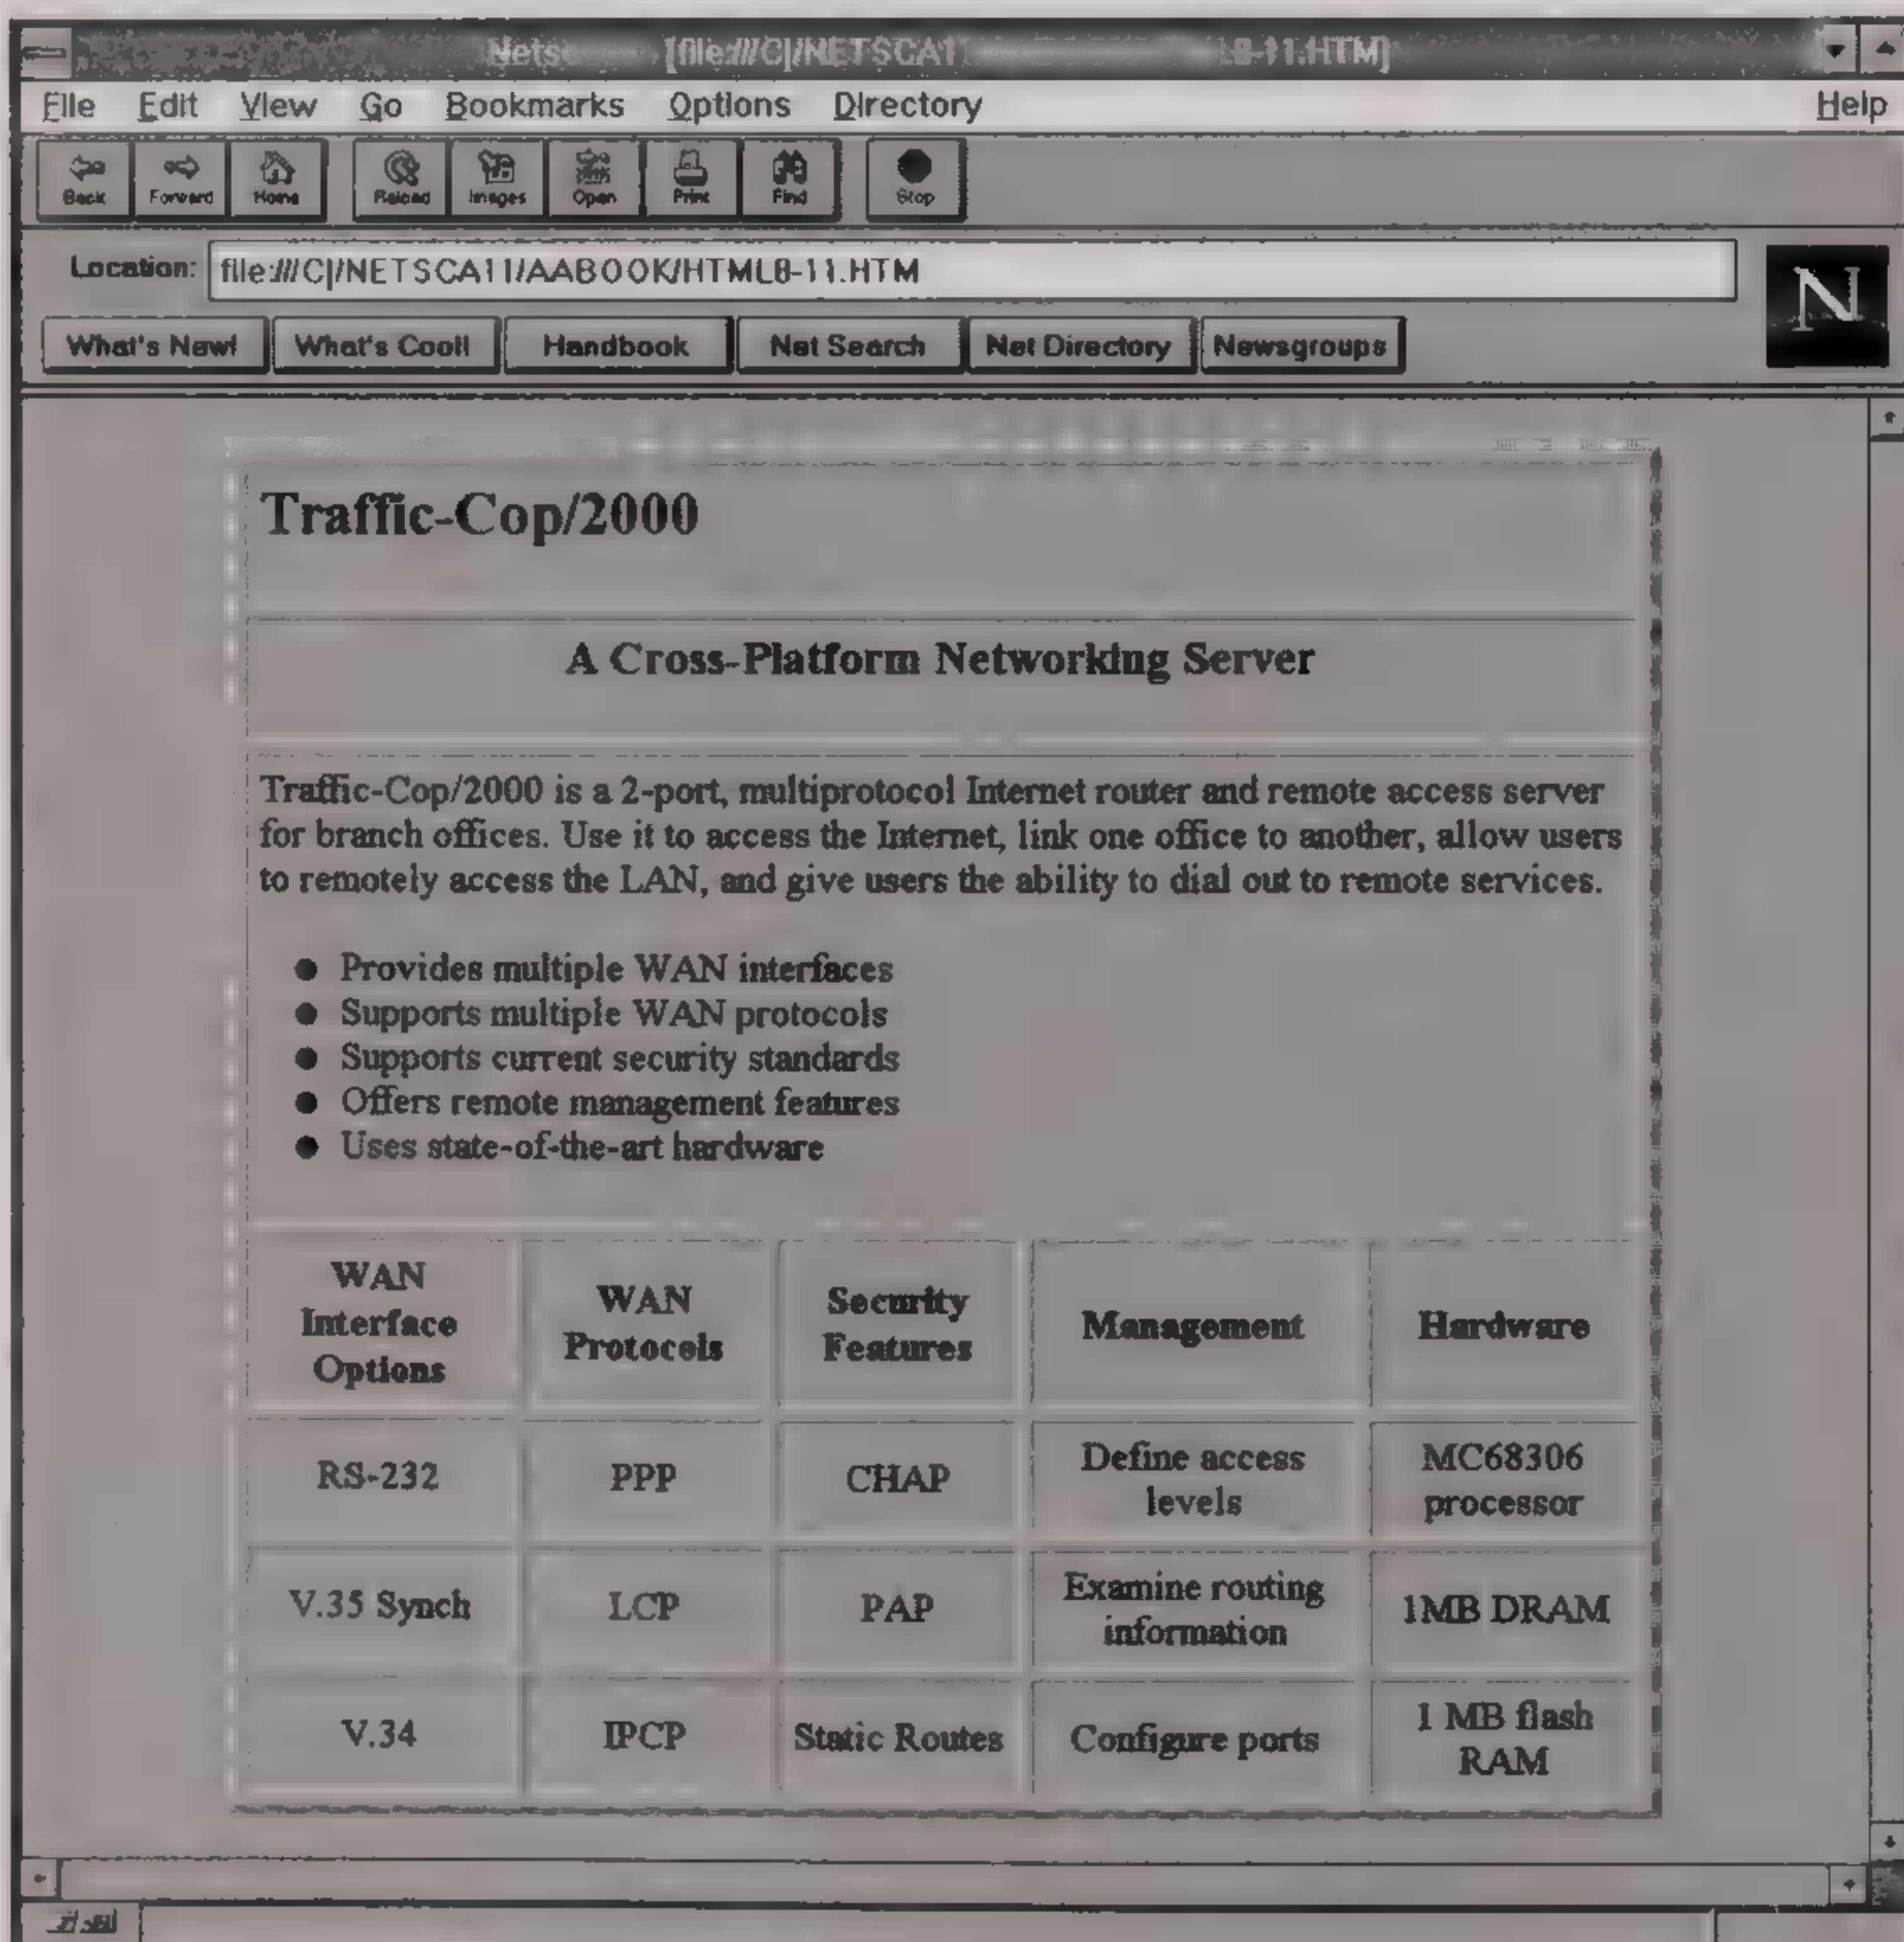 [file:///C|/NETSCA11 L8-11.HTM]
File Edit View Go Bookmarks Options Directory Help
Back Forward Home Reload Images Open Print Find Stop
Location: file:///C|/NETSCA11/AABOOK/HTML8-11.HTM
N
What's New! What's Cool! Handbook Net Search Net Directory Newsgroups
Traffic-Cop/2000
A Cross-Platform Networking Server
Traffic-Cop/2000 is a 2-port, multiprotocol Internet router and remote access server
for branch offices. Use it to access the Internet, link one office to another, allow users
to remotely access the LAN, and give users the ability to dial out to remote services.
● Provides multiple WAN interfaces
● Supports multiple WAN protocols
● Supports current security standards
● Offers remote management features
● Uses state-of-the-art hardware
WAN
Interface
Options
WAN
Protocols
Security
Features
Management
Hardware
RS-232
PPP
CHAP
Define access
levels
MC68306
processor
V.35 Synch
LCP
PAP
Examine routing
information
1MB DRAM
V.34
IPCP
Static Routes
Configure ports
1 MB flash
RAM